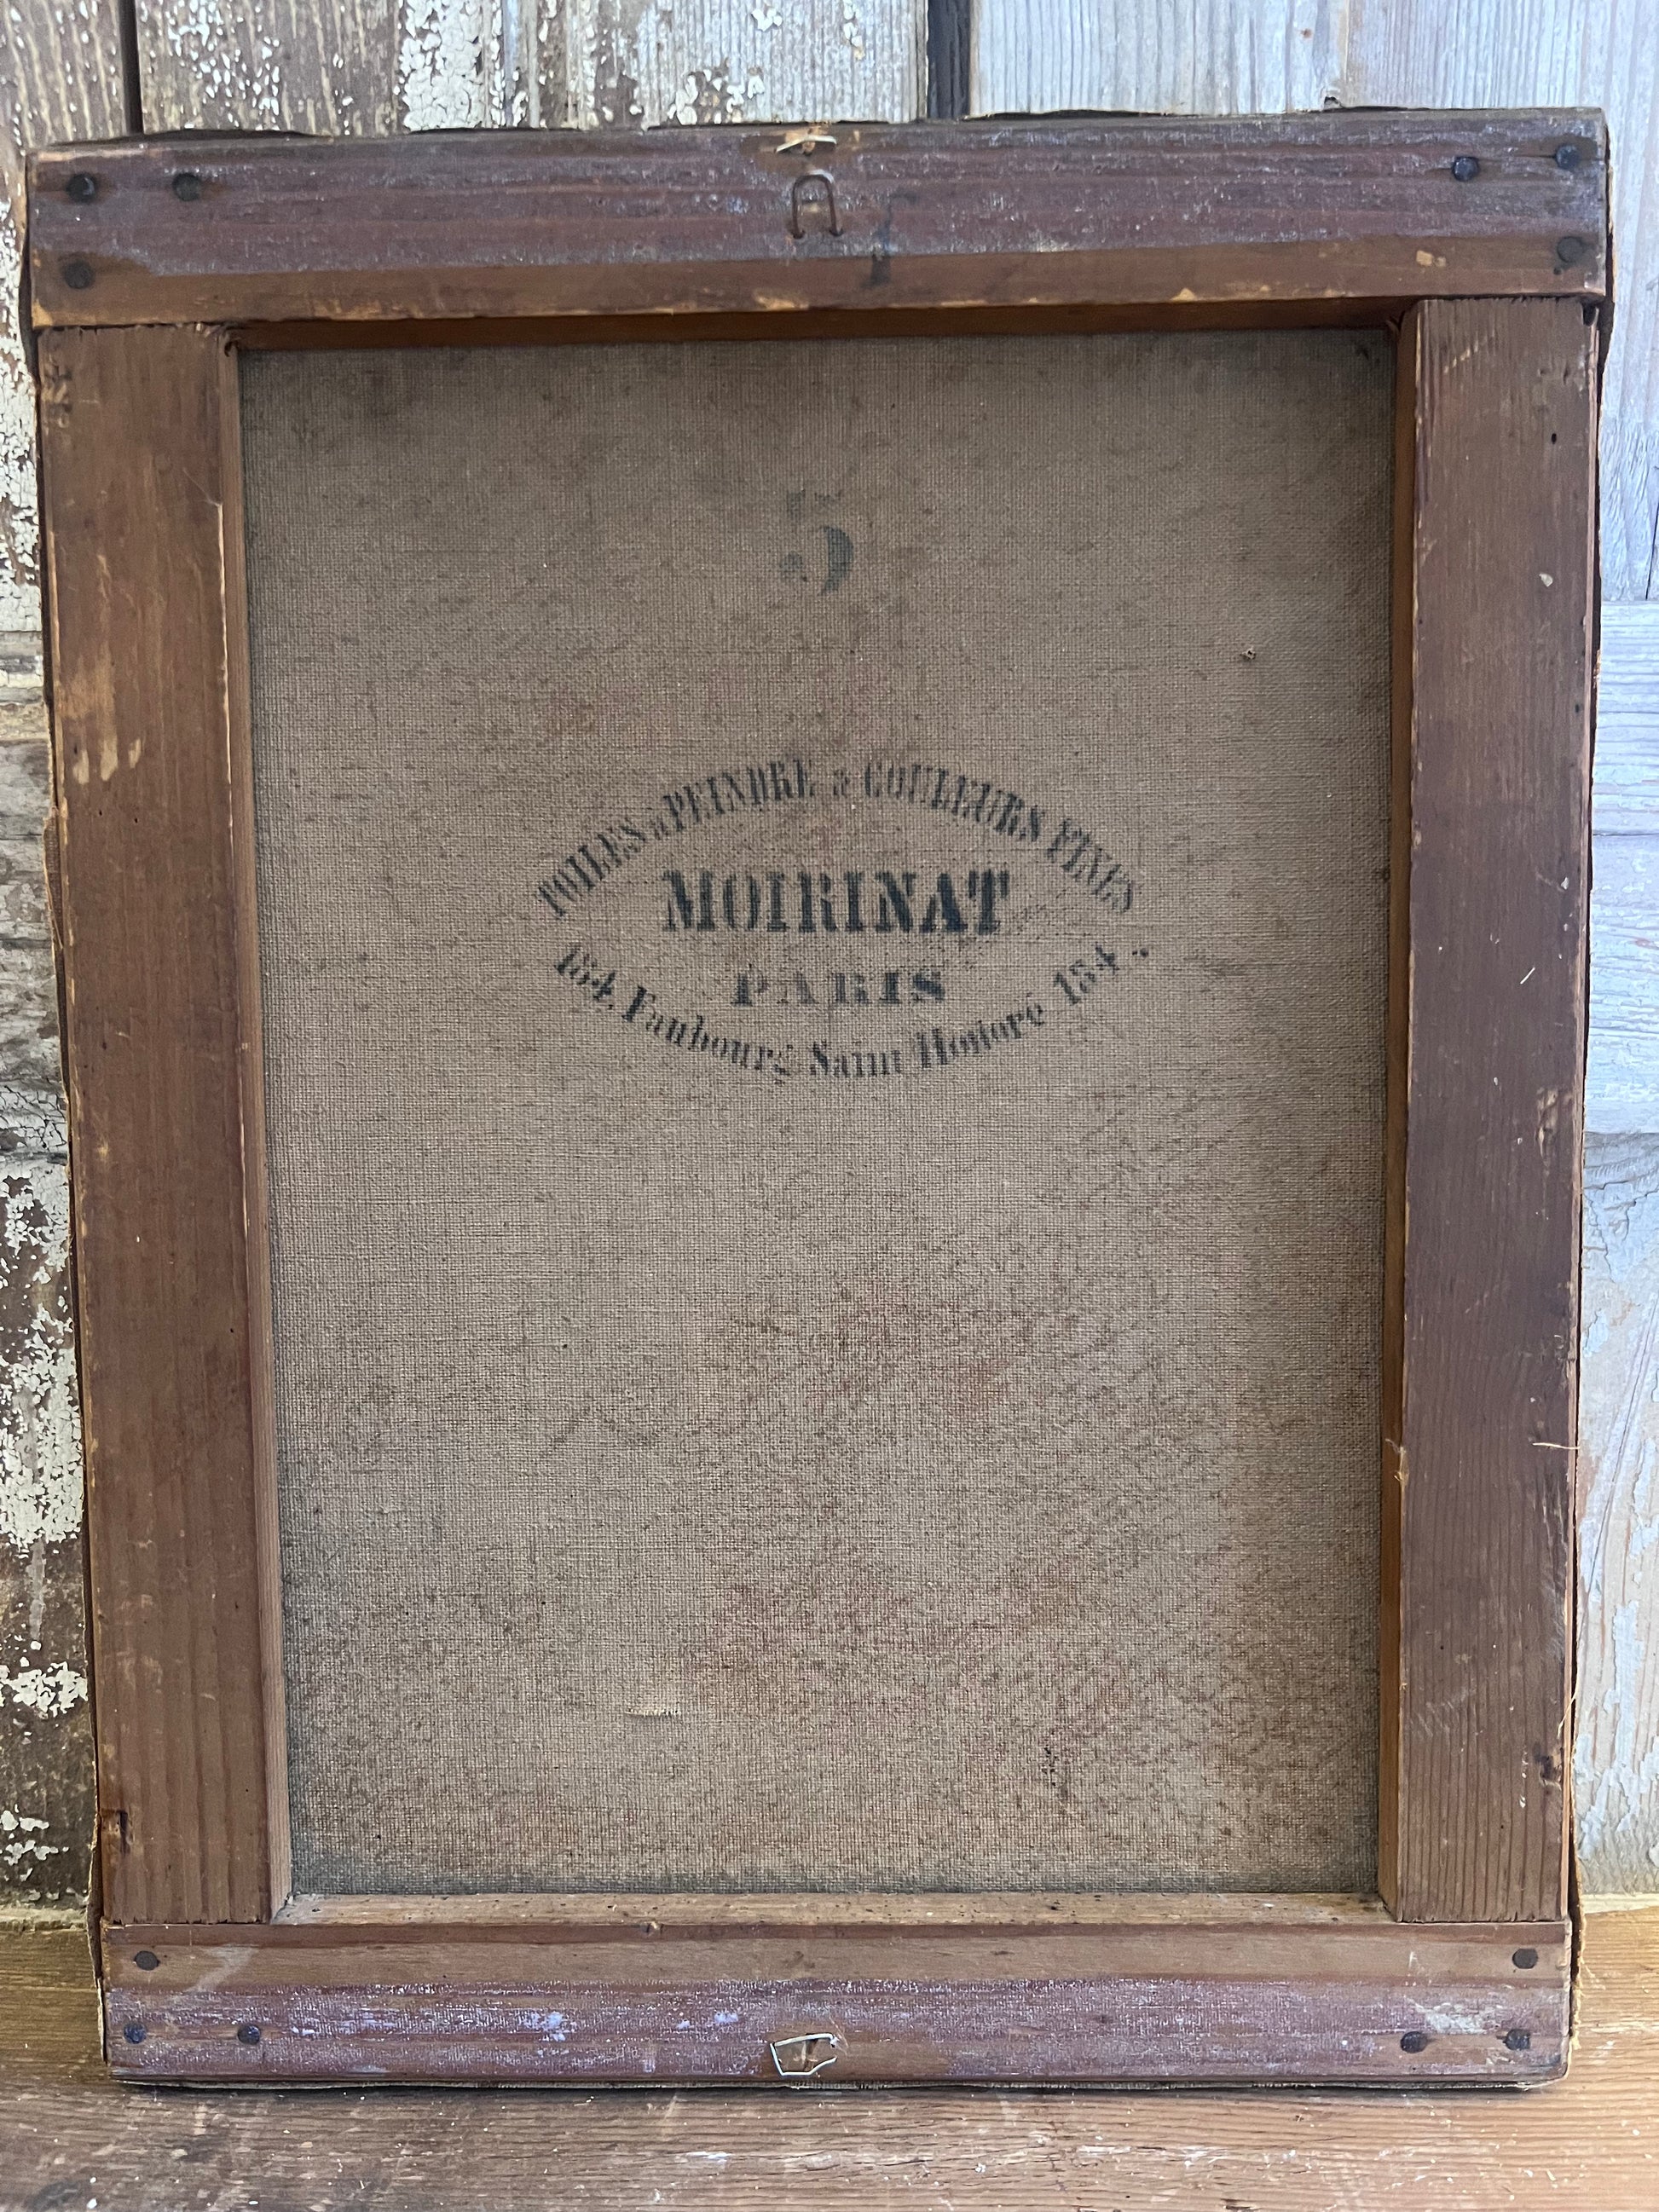 5
TOILES à PEINDRE & COULEURS FINES
MOIRINAT
PARIS
184, Faubourg Saint Honoré 184